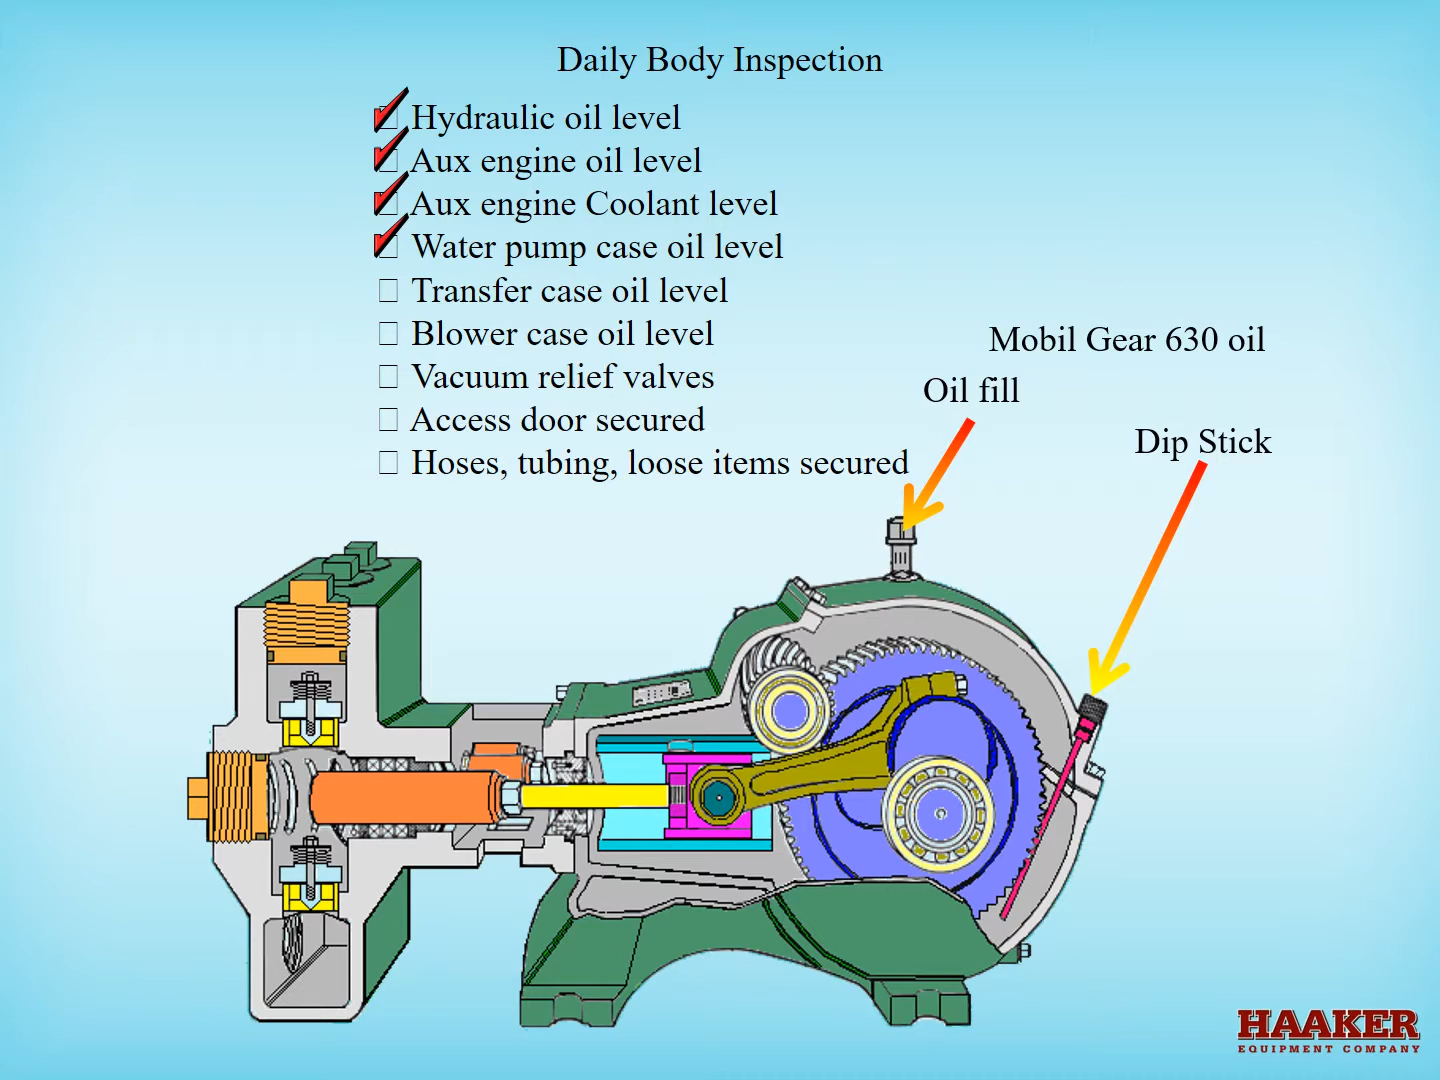 Daily Body Inspection
Hydraulic oil level
Aux engine oil level
Aux engine Coolant level
Water pump case oil level
Transfer case oil level
Blower case oil level
Vacuum relief valves
Access door secured
Hoses, tubing, loose items secured
Mobil Gear 630 oil
Oil fill
Dip Stick
HAAKER
EQUIPMENT COMPANY